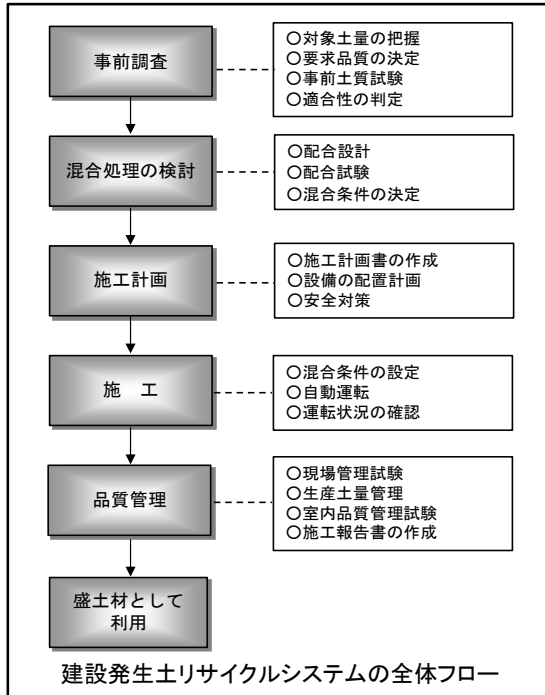 事前調査
○対象土量の把握
○要求品質の決定
○事前土質試験
○適合性の判定
混合処理の検討
○配合設計
○配合試験
○混合条件の決定
施工計画
○施工計画書の作成
○設備の配置計画
○安全対策
施　工
○混合条件の設定
○自動運転
○運転状況の確認
品質管理
○現場管理試験
○生産土量管理
○室内品質管理試験
○施工報告書の作成
盛土材として
利用
建設発生土リサイクルシステムの全体フロー